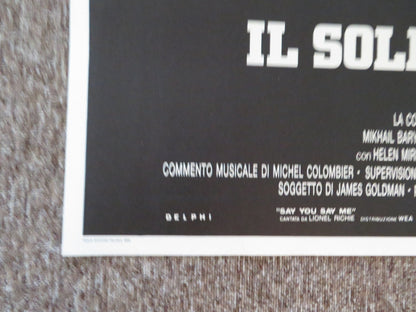 IL SOL
LA CO
MIKHAIL BARY
con HELEN MIR
COMMENTO MUSICALE DI MICHEL COLOMBIER · SUPERVISION
SOGGETTO DI JAMES GOLDMAN ·
"SAY YOU SAY ME"
DELPHI CANTATA DA LIONEL RICHIE DISTRIBUZIONE WEA